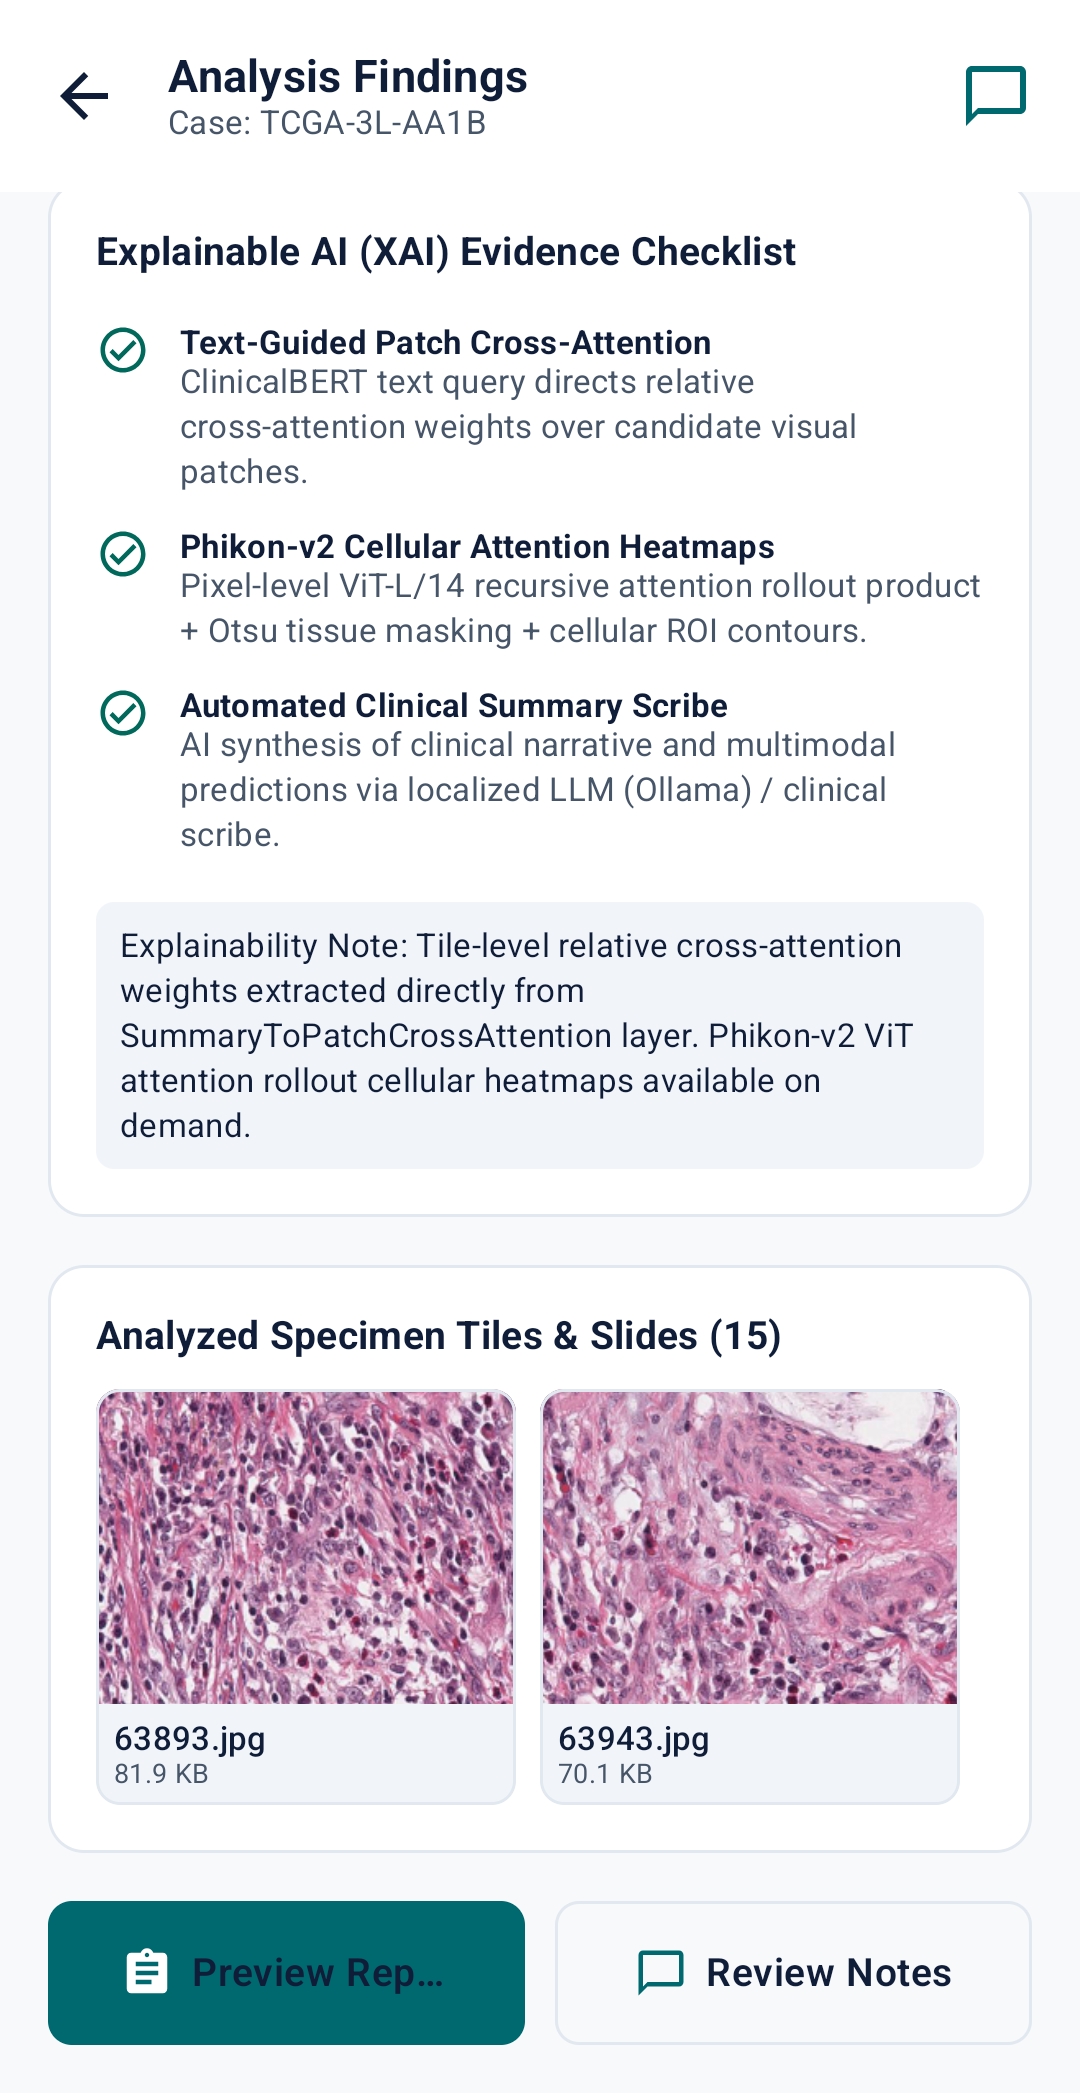 Analysis Findings
Case: TCGA-3L-AA1B
Explainable AI (XAI) Evidence Checklist
Text-Guided Patch Cross-Attention
ClinicalBERT text query directs relative
cross-attention weights over candidate visual
patches.
Phikon-v2 Cellular Attention Heatmaps
Pixel-level ViT-L/14 recursive attention rollout product
+ Otsu tissue masking + cellular ROI contours.
Automated Clinical Summary Scribe
AI synthesis of clinical narrative and multimodal
predictions via localized LLM (Ollama) / clinical
scribe.
Explainability Note: Tile-level relative cross-attention
weights extracted directly from
SummaryToPatchCrossAttention layer. Phikon-v2 ViT
attention rollout cellular heatmaps available on
demand.
Analyzed Specimen Tiles & Slides (15)
63893.jpg
81.9 KB
63943.jpg
70.1 KB
Preview Rep...
Review Notes